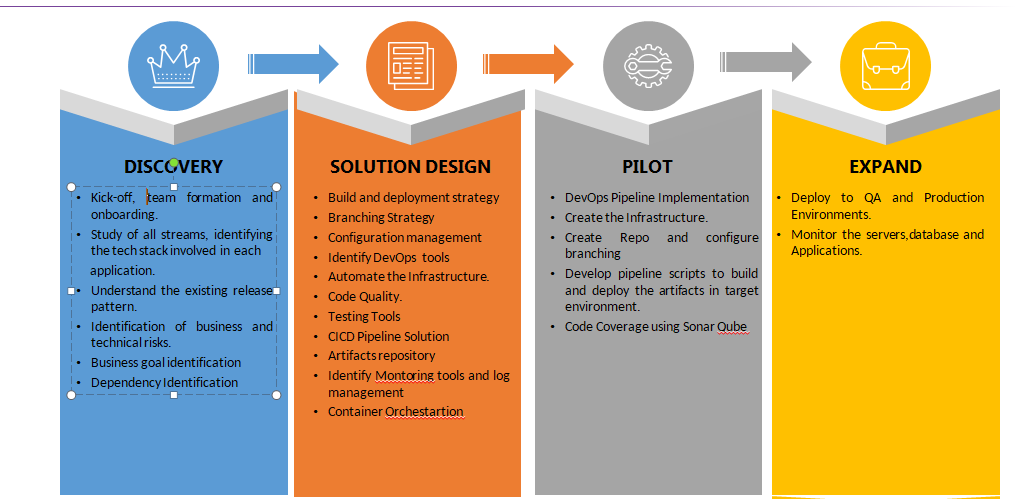 DISCOVERY
• Kick-off, team formation and
onboarding.
• Study of all streams, identifying
the tech stack involved in each
application.
• Understand the existing release
pattern.
• Identification of business and
technical risks.
• Business goal identification
• Dependency Identification
SOLUTION DESIGN
• Build and deployment strategy
• Branching Strategy
• Configuration management
• Identify DevOps tools
• Automate the Infrastructure.
• Code Quality.
• Testing Tools
• CICD Pipeline Solution
• Artifacts repository
• Identify Montoring tools and log
management
• Container Orchestartion
PILOT
• DevOps Pipeline Implementation
• Create the Infrastructure.
• Create Repo and configure
branching
• Develop pipeline scripts to build
and deploy the artifacts in target
environment.
• Code Coverage using Sonar Qube
EXPAND
• Deploy to QA and Production
Environments.
• Monitor the servers,database and
Applications.